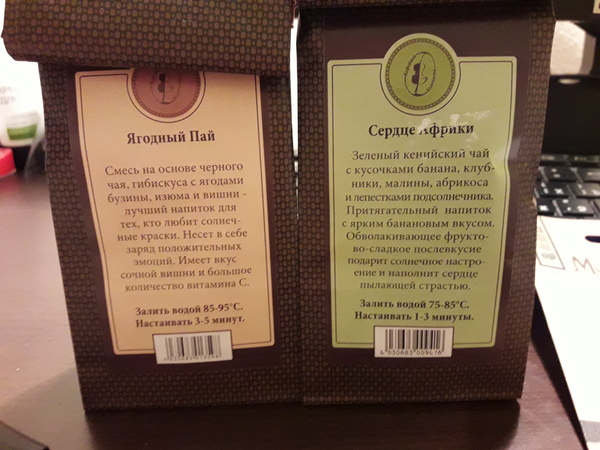 Ягодный Пай
Смесь на основе черного
чая, гибискуса с ягодами
бузины, изюма и вишни -
лучший напиток для
тех, кто любит солнеч-
ные краски. Несет в себе
заряд положительных
эмоций. Имеет вкус
сочной вишни и большое
количество витамина С.
Залить водой 85-95°С.
Настаивать 3-5 минут.
Сердце Африки
Зеленый кенийский чай
с кусочками банана, клуб-
ники, малины, абрикоса
и лепестками подсолнечника.
Притягательный напиток
с ярким банановым вкусом.
Обволакивающее фрукто-
во-сладкое послевкусие
подарит солнечное настро-
ение и наполнит сердце
пылающей страстью.
Залить водой 75-85°С.
Настаивать 1-3 минуты.
4 030683 009416